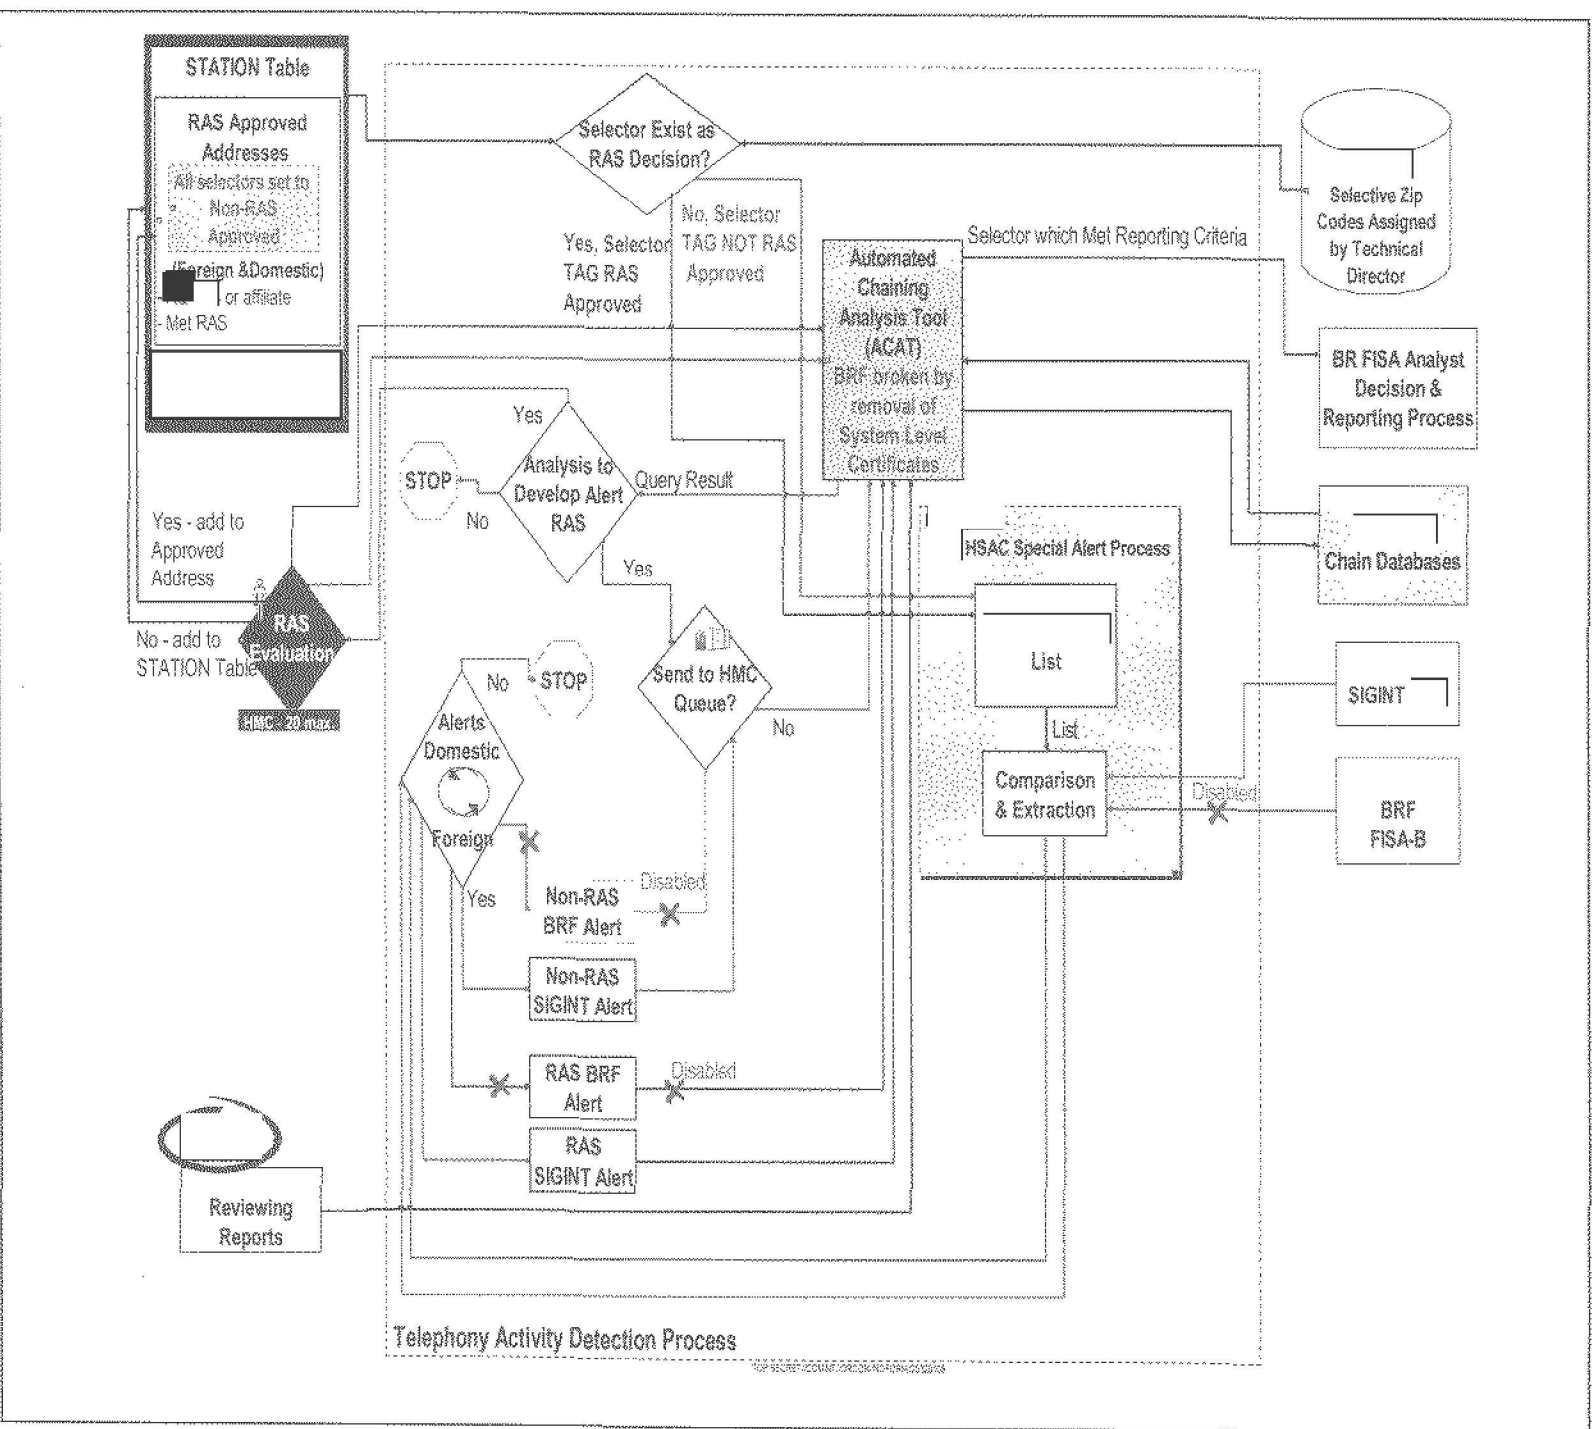 STATION Table
RAS Approved
Addresses
All selectors set to
Non-RAS
Approved
(Foreign &Domestic)
or affiliate
- Met RAS
Selector Exist as
RAS Decision?
Yes, Selector
TAG RAS
Approved
No, Selector
TAG NOT RAS
Approved
Selective Zip
Codes Assigned
by Technical
Director
Selector which Met Reporting Criteria
Automated
Chaining
Analysis Tool
(ACAT)
BRF broken by
removal of
System Level
Certificates
BR FISA Analyst
Decision &
Reporting Process
Yes
STOP
No
Analysis to
Develop Alert
RAS
Query Result
Yes
Chain Databases
HSAC Special Alert Process
List
List
Comparison
& Extraction
SIGINT
Disabled
BRF
FISA-B
Yes - add to
Approved
Address
RAS
Evaluation
No - add to
STATION Table
HMC - 20 max
No
STOP
Send to HMC
Queue?
No
Alerts
Domestic
Foreign
Yes
Non-RAS
BRF Alert
Disabled
Non-RAS
SIGINT Alert
RAS BRF
Alert
Disabled
RAS
SIGINT Alert
Reviewing
Reports
Telephony Activity Detection Process